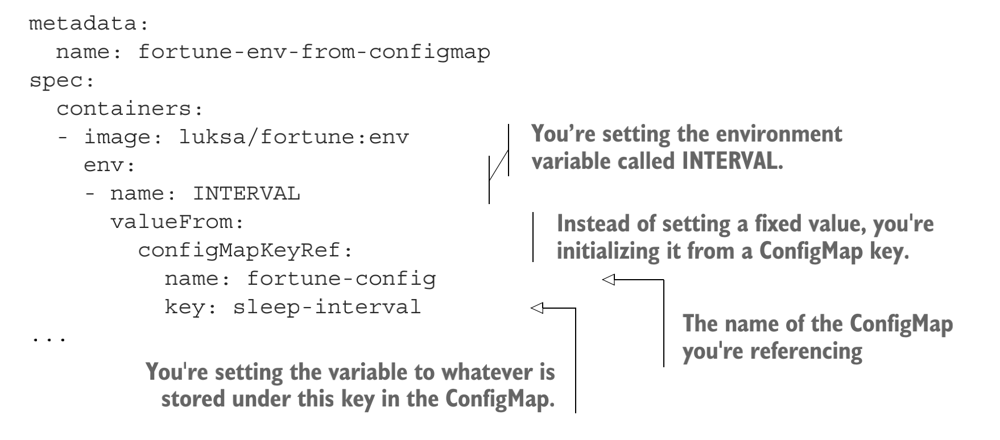 metadata:
  name: fortune-env-from-configmap
spec:
  containers:
  - image: luksa/fortune:env
    env:
    - name: INTERVAL
      valueFrom:
        configMapKeyRef:
          name: fortune-config
          key: sleep-interval
...
You’re setting the environment
variable called INTERVAL.
Instead of setting a fixed value, you're
initializing it from a ConfigMap key.
The name of the ConfigMap
you're referencing
You're setting the variable to whatever is
stored under this key in the ConfigMap.